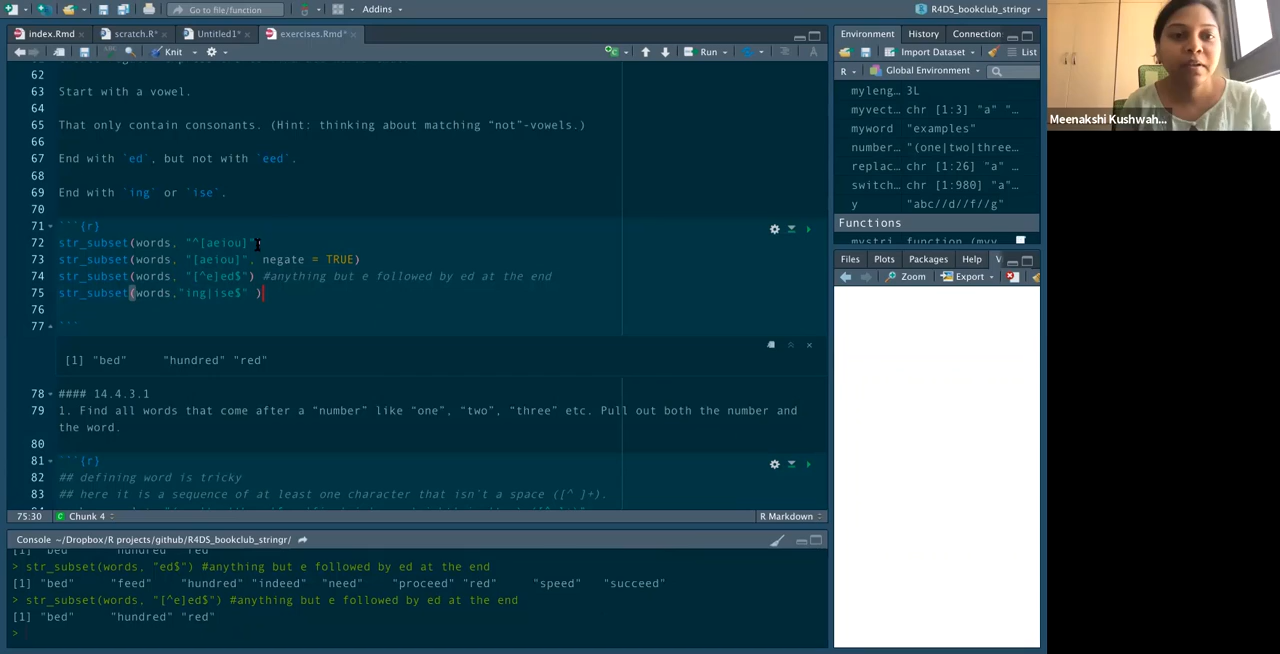 Go to file/function
Addins
R4DS_bookclub_stringr
index.Rmd
scratch.R*
Untitled1*
exercises.Rmd*
Knit
Run
62
63 Start with a vowel.
64
65 That only contain consonants. (Hint: thinking about matching “not”-vowels.)
66
67 End with `ed`, but not with `eed`.
68
69 End with `ing` or `ise`.
70
71 ```{r}
72 str_subset(words, "^[aeiou]")
73 str_subset(words, "[aeiou]", negate = TRUE)
74 str_subset(words, "[^e]ed$") #anything but e followed by ed at the end
75 str_subset(words,"ing|ise$" )
76
77 ```
[1] "bed" "hundred" "red"
78 #### 14.4.3.1
79 1. Find all words that come after a “number” like “one”, “two”, “three” etc. Pull out both the number and
the word.
80
81 ```{r}
82 ## defining word is tricky
83 ## here it is a sequence of at least one character that isn`t a space ([^ ]+).
75:30 Chunk 4 R Markdown
Console ~/Dropbox/R projects/github/R4DS_bookclub_stringr/
[1] "bed" "hundred" "red"
> str_subset(words, "ed$") #anything but e followed by ed at the end
[1] "bed" "feed" "hundred" "indeed" "need" "proceed" "red" "speed" "succeed"
> str_subset(words, "[^e]ed$") #anything but e followed by ed at the end
[1] "bed" "hundred" "red"
>
Environment History Connection
Import Dataset List
R Global Environment
myleng… 3L
myvect… chr [1:3] "a" "…
myword "examples"
number… "(one|two|three…
replac… chr [1:26] "a" …
switch… chr [1:980] "a"…
y "abc//d//f//g"
Functions
mystri… function (myv…
Files Plots Packages Help V
Zoom Export
Meenakshi Kushwah...